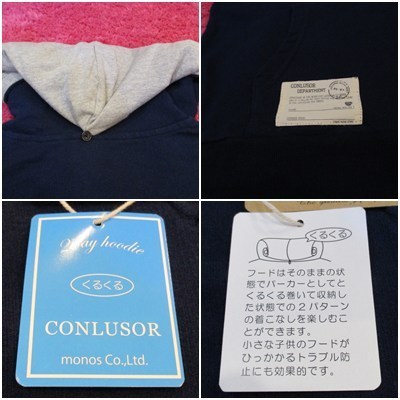 CONLUSOR
DEPARTMENT
2way hoodie
くるくる
CONLUSOR
monos Co.,Ltd.
くるくる
フードはそのままの状
態でパーカーとしてと
くるくる巻いて収納し
た状態での２パターン
の着こなしを楽しむこ
とができます。
小さな子供のフードが
ひっかかるトラブル防
止にも効果的です。